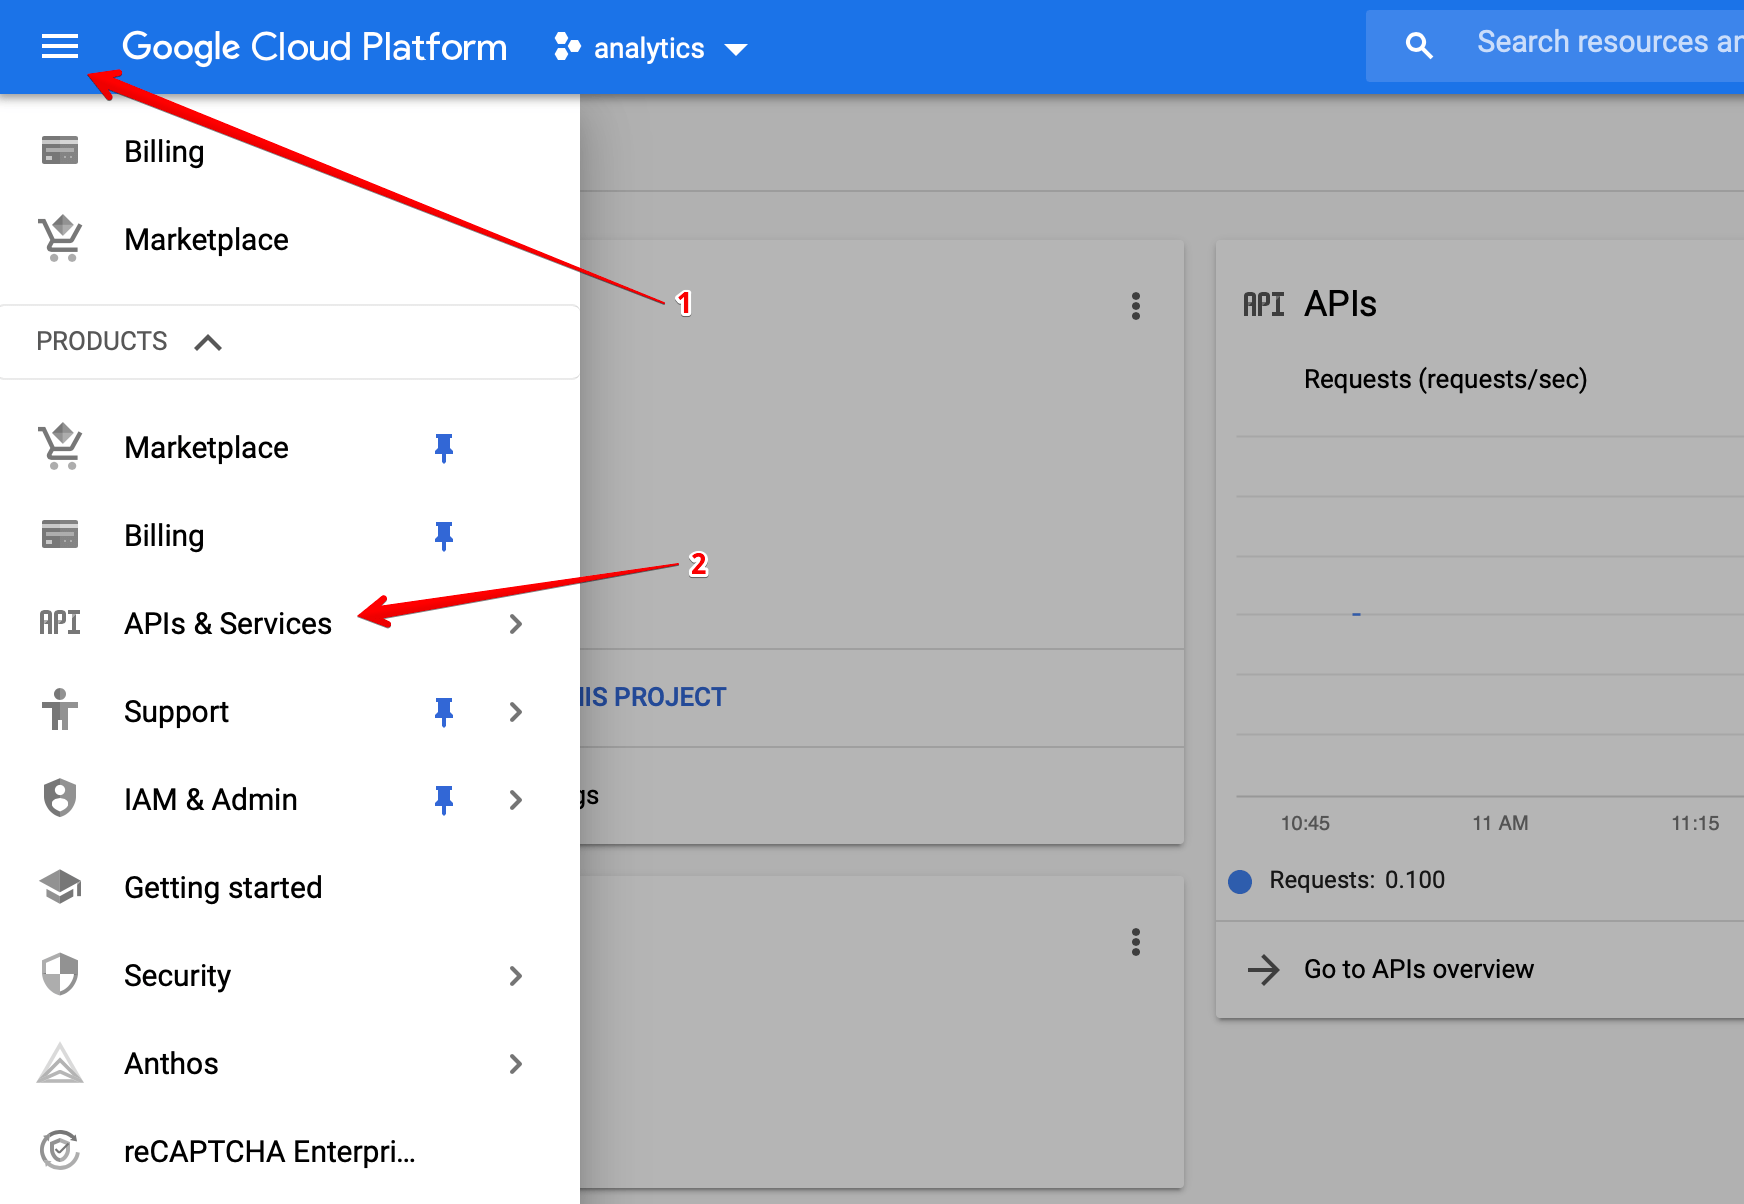 Google Cloud Platform
analytics
Search resources an
Billing
Marketplace
1
PRODUCTS
Marketplace
Billing
2
API APIs & Services
Support
IAM & Admin
Getting started
Security
Anthos
reCAPTCHA Enterpri...
HIS PROJECT
gs
API APIs
Requests (requests/sec)
10:45 11 AM 11:15
Requests: 0.100
Go to APIs overview